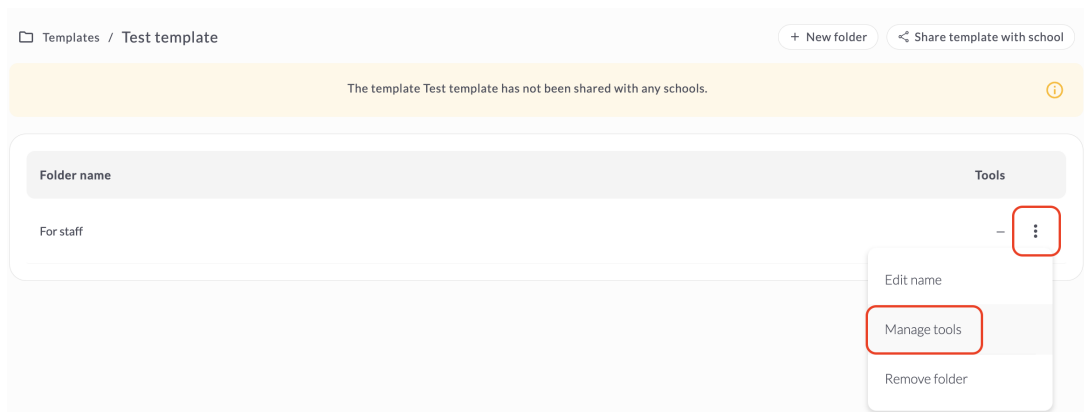 Templates / Test template
+ New folder
Share template with school
The template Test template has not been shared with any schools.
Folder name
Tools
For staff
–
Edit name
Manage tools
Remove folder